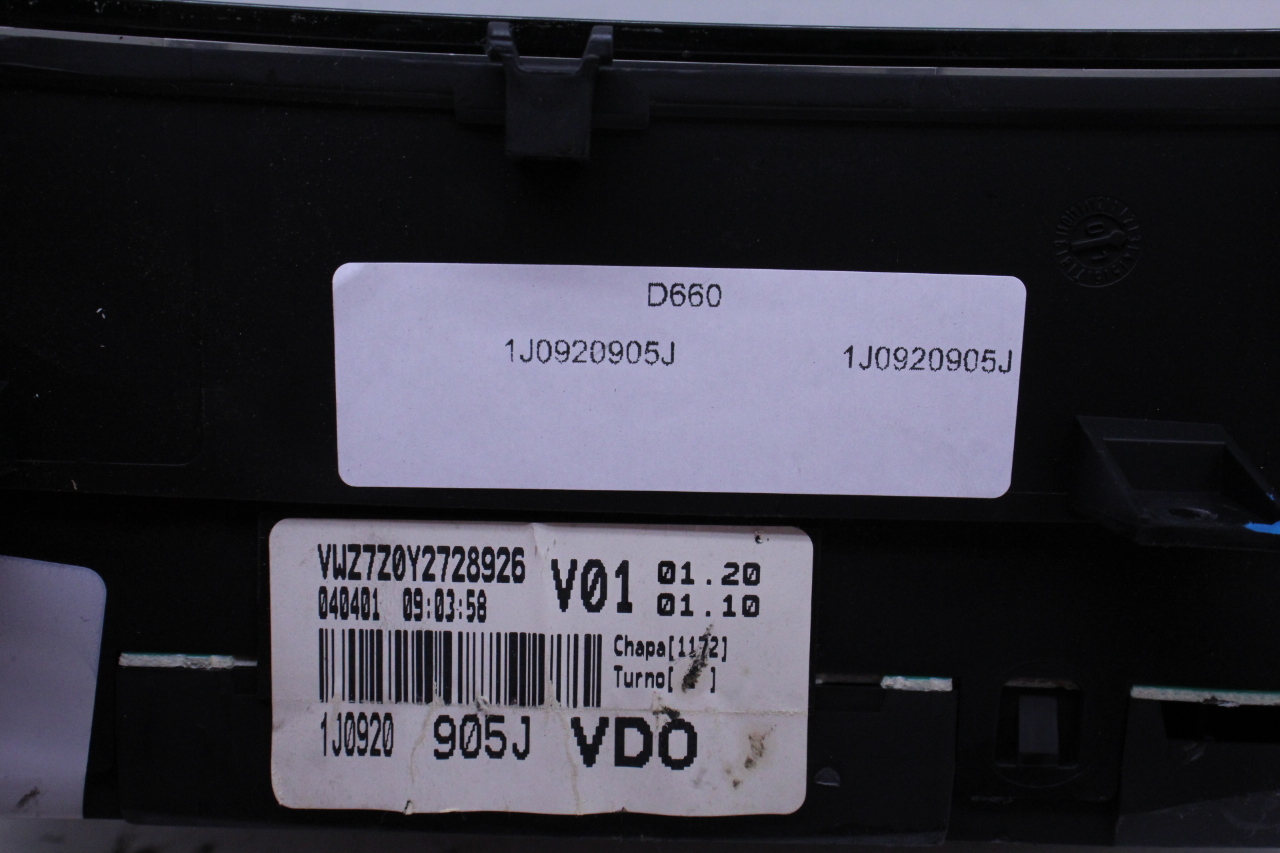 D660
1J0920905J 1J0920905J
VWZ7Z0Y2728926 V01 01.20
040401 09:03:58 01.10
Chapa[1172]
Turno[ ]
1J0920 905J VDO